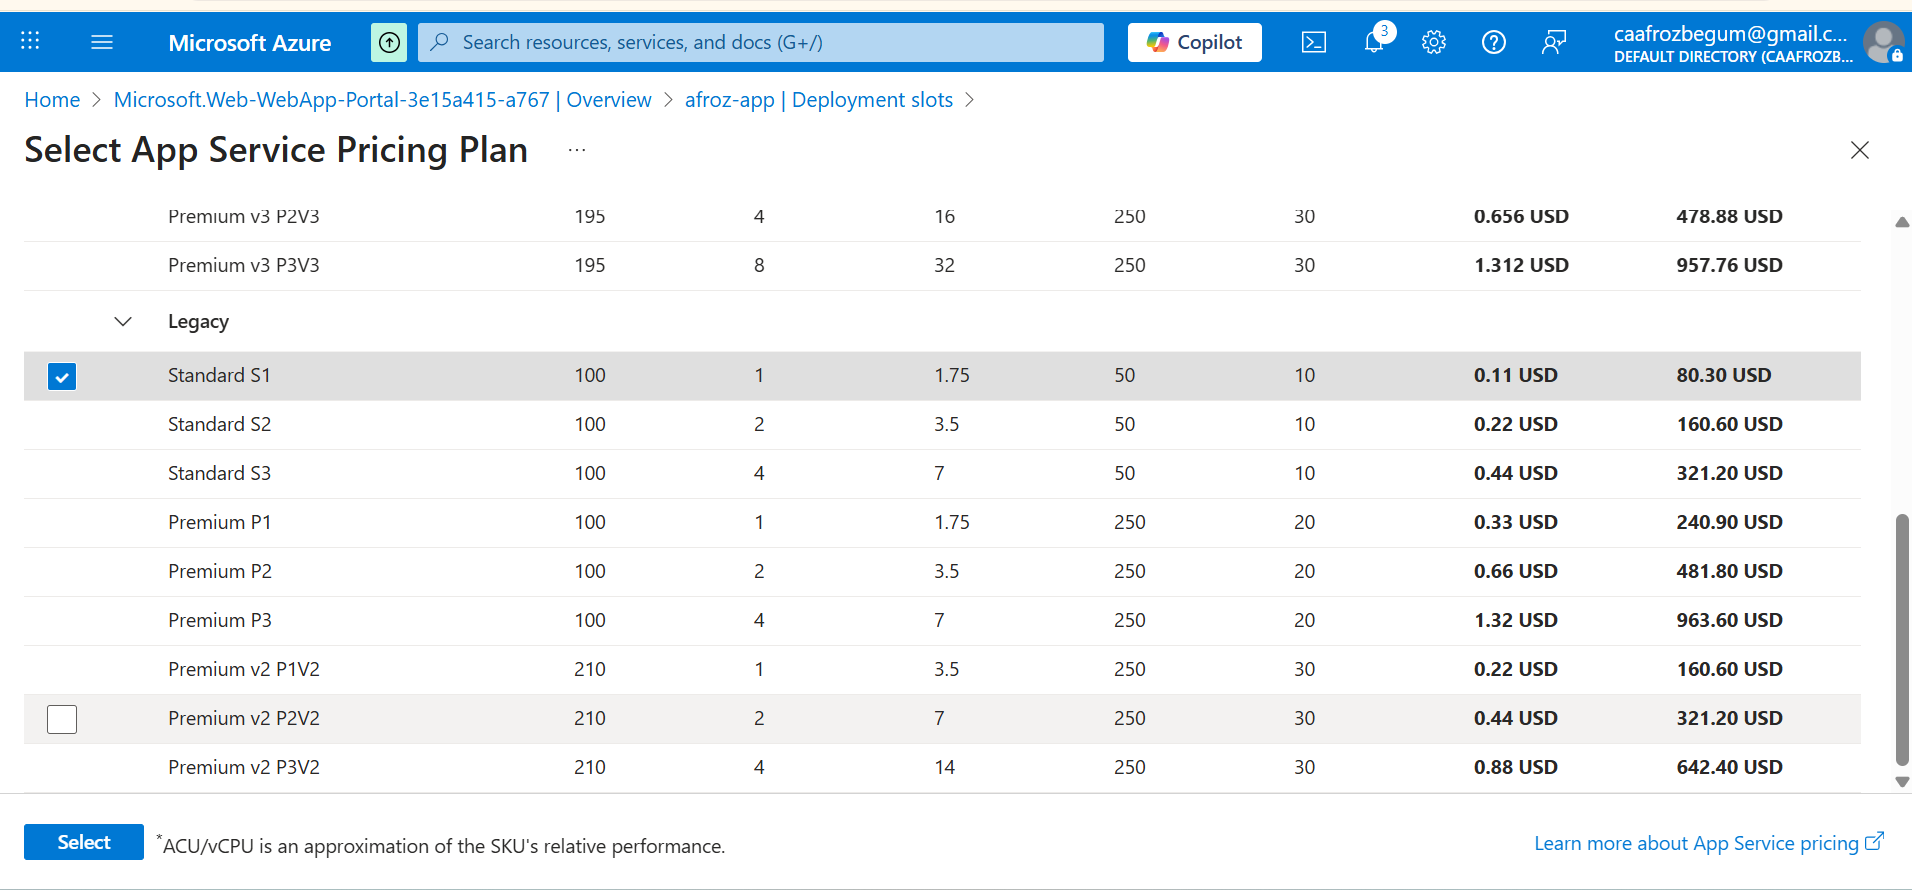 Microsoft Azure Search resources, services, and docs (G+/) Copilot 3 caafrozbegum@gmail.c...
DEFAULT DIRECTORY (CAAFROZB...
Home > Microsoft.Web-WebApp-Portal-3e15a415-a767 | Overview > afroz-app | Deployment slots >
Select App Service Pricing Plan ...
Premium v3 P2V3 195 4 16 250 30 0.656 USD 478.88 USD
Premium v3 P3V3 195 8 32 250 30 1.312 USD 957.76 USD
Legacy
Standard S1 100 1 1.75 50 10 0.11 USD 80.30 USD
Standard S2 100 2 3.5 50 10 0.22 USD 160.60 USD
Standard S3 100 4 7 50 10 0.44 USD 321.20 USD
Premium P1 100 1 1.75 250 20 0.33 USD 240.90 USD
Premium P2 100 2 3.5 250 20 0.66 USD 481.80 USD
Premium P3 100 4 7 250 20 1.32 USD 963.60 USD
Premium v2 P1V2 210 1 3.5 250 30 0.22 USD 160.60 USD
Premium v2 P2V2 210 2 7 250 30 0.44 USD 321.20 USD
Premium v2 P3V2 210 4 14 250 30 0.88 USD 642.40 USD
Select *ACU/vCPU is an approximation of the SKU's relative performance. Learn more about App Service pricing